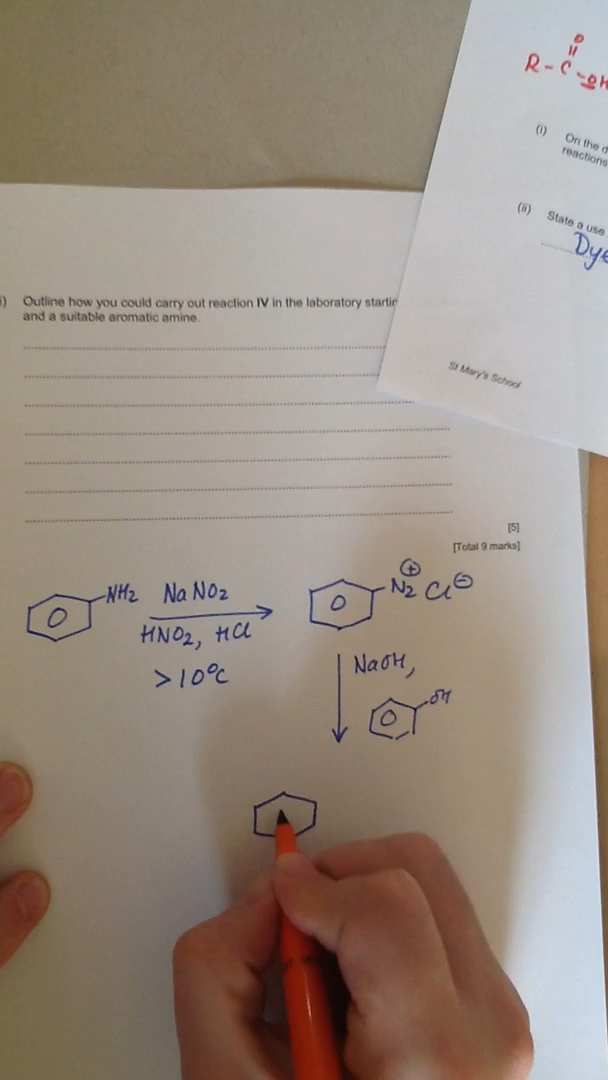 R-C
O
OH
(i) On the
reactions
(ii) State a use
Dye
St Mary's School
i) Outline how you could carry out reaction IV in the laboratory
and a suitable aromatic amine.
[5]
[Total 9 marks]
NH2 NaNO2 N2⊕ Cl⊖
HNO2, HCl
>10°C NaOH,
OH